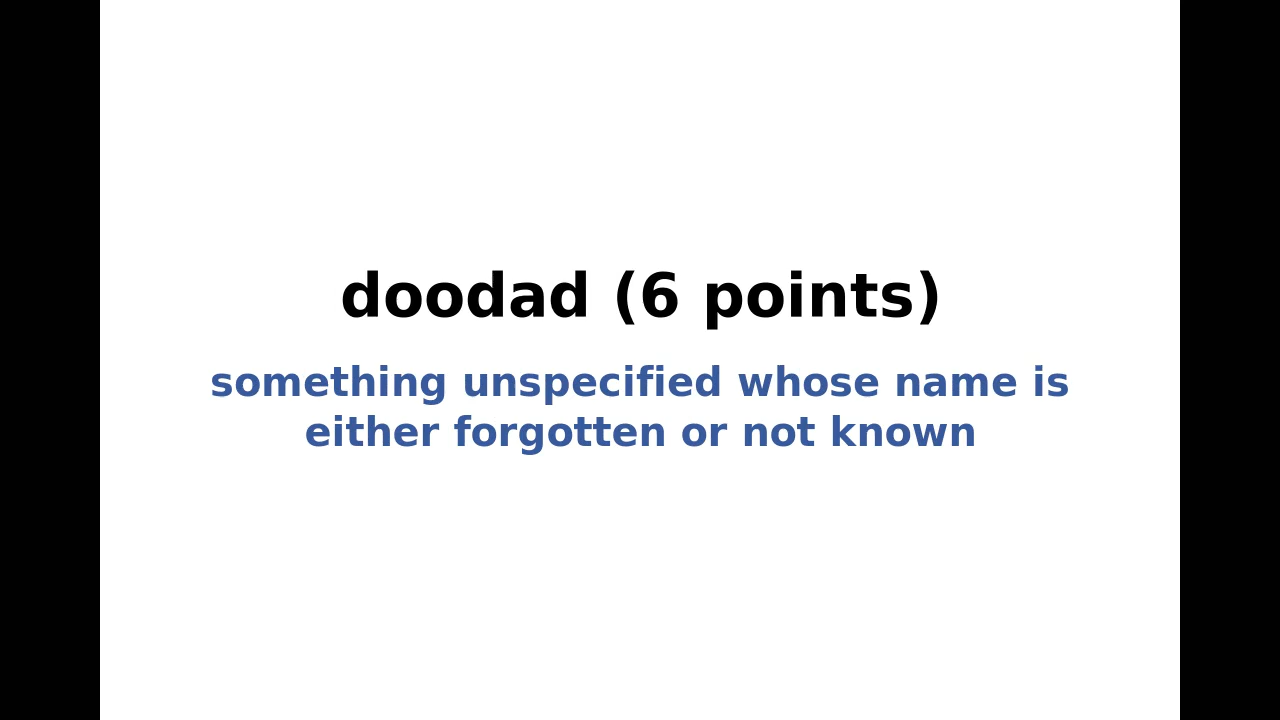 doodad (6 points)
something unspecified whose name is
either forgotten or not known